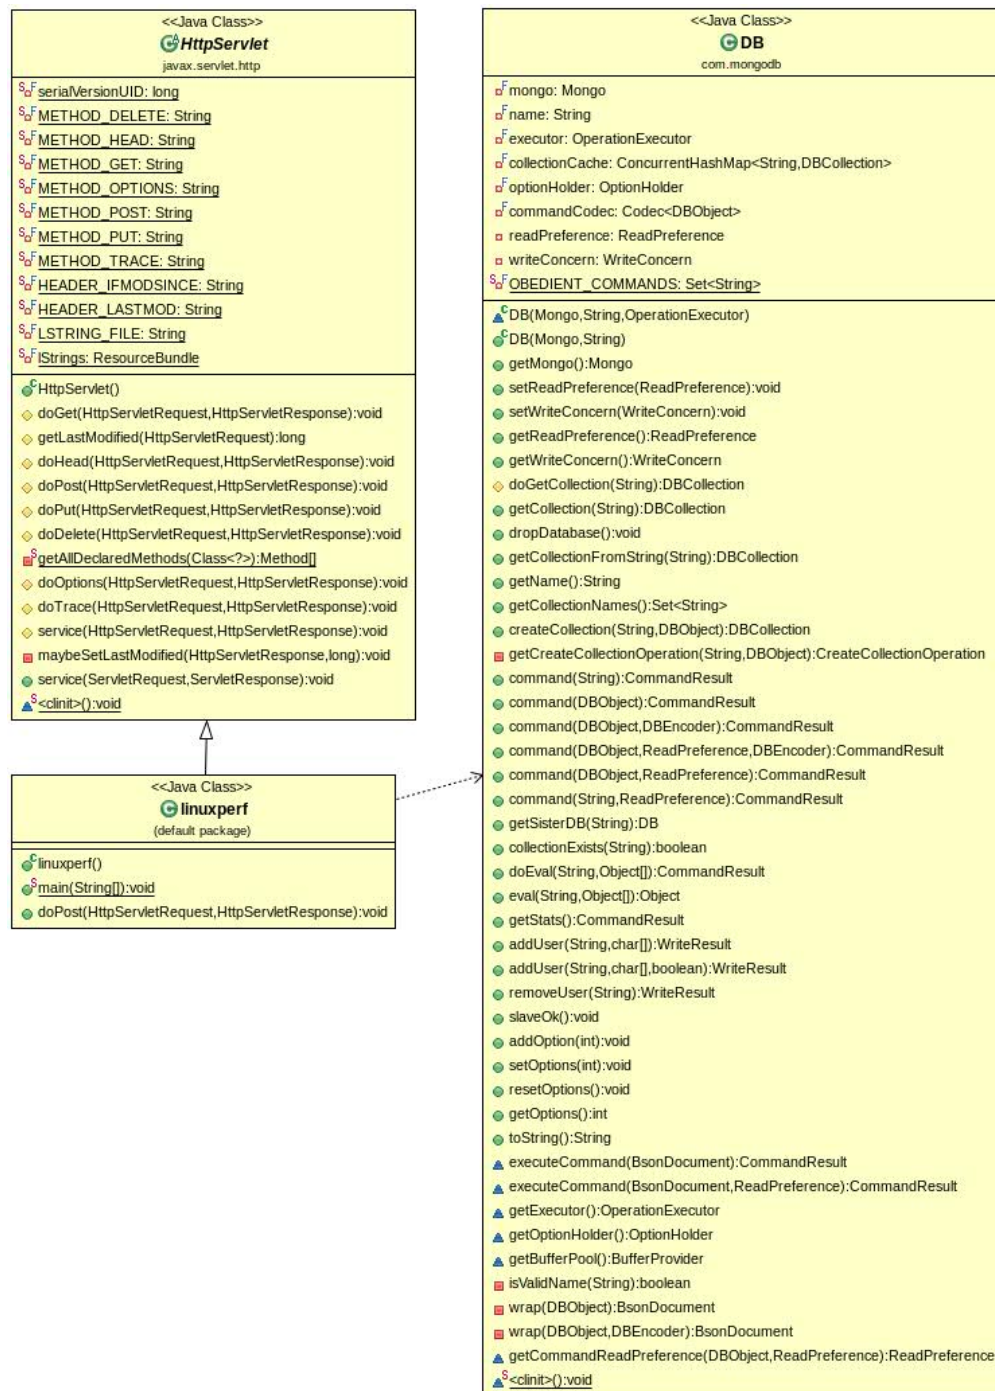 <<Java Class>>
HttpServlet
javax.servlet.http
serialVersionUID: long
METHOD_DELETE: String
METHOD_HEAD: String
METHOD_GET: String
METHOD_OPTIONS: String
METHOD_POST: String
METHOD_PUT: String
METHOD_TRACE: String
HEADER_IFMODSINCE: String
HEADER_LASTMOD: String
LSTRING_FILE: String
lStrings: ResourceBundle
HttpServlet()
doGet(HttpServletRequest,HttpServletResponse):void
getLastModified(HttpServletRequest):long
doHead(HttpServletRequest,HttpServletResponse):void
doPost(HttpServletRequest,HttpServletResponse):void
doPut(HttpServletRequest,HttpServletResponse):void
doDelete(HttpServletRequest,HttpServletResponse):void
getAllDeclaredMethods(Class<?>):Method[]
doOptions(HttpServletRequest,HttpServletResponse):void
doTrace(HttpServletRequest,HttpServletResponse):void
service(HttpServletRequest,HttpServletResponse):void
maybeSetLastModified(HttpServletResponse,long):void
service(ServletRequest,ServletResponse):void
<clinit>():void
<<Java Class>>
linuxperf
(default package)
linuxperf()
main(String[]):void
doPost(HttpServletRequest,HttpServletResponse):void
<<Java Class>>
DB
com.mongodb
mongo: Mongo
name: String
executor: OperationExecutor
collectionCache: ConcurrentHashMap<String,DBCollection>
optionHolder: OptionHolder
commandCodec: Codec<DBObject>
readPreference: ReadPreference
writeConcern: WriteConcern
OBEDIENT_COMMANDS: Set<String>
DB(Mongo,String,OperationExecutor)
DB(Mongo,String)
getMongo():Mongo
setReadPreference(ReadPreference):void
setWriteConcern(WriteConcern):void
getReadPreference():ReadPreference
getWriteConcern():WriteConcern
doGetCollection(String):DBCollection
getCollection(String):DBCollection
dropDatabase():void
getCollectionFromString(String):DBCollection
getName():String
getCollectionNames():Set<String>
createCollection(String,DBObject):DBCollection
getCreateCollectionOperation(String,DBObject):CreateCollectionOperation
command(String):CommandResult
command(DBObject):CommandResult
command(DBObject,DBEncoder):CommandResult
command(DBObject,ReadPreference,DBEncoder):CommandResult
command(DBObject,ReadPreference):CommandResult
command(String,ReadPreference):CommandResult
getSisterDB(String):DB
collectionExists(String):boolean
doEval(String,Object[]):CommandResult
eval(String,Object[]):Object
getStats():CommandResult
addUser(String,char[]):WriteResult
addUser(String,char[],boolean):WriteResult
removeUser(String):WriteResult
slaveOk():void
addOption(int):void
setOptions(int):void
resetOptions():void
getOptions():int
toString():String
executeCommand(BsonDocument):CommandResult
executeCommand(BsonDocument,ReadPreference):CommandResult
getExecutor():OperationExecutor
getOptionHolder():OptionHolder
getBufferPool():BufferProvider
isValidName(String):boolean
wrap(DBObject):BsonDocument
wrap(DBObject,DBEncoder):BsonDocument
getCommandReadPreference(DBObject,ReadPreference):ReadPreference
<clinit>():void